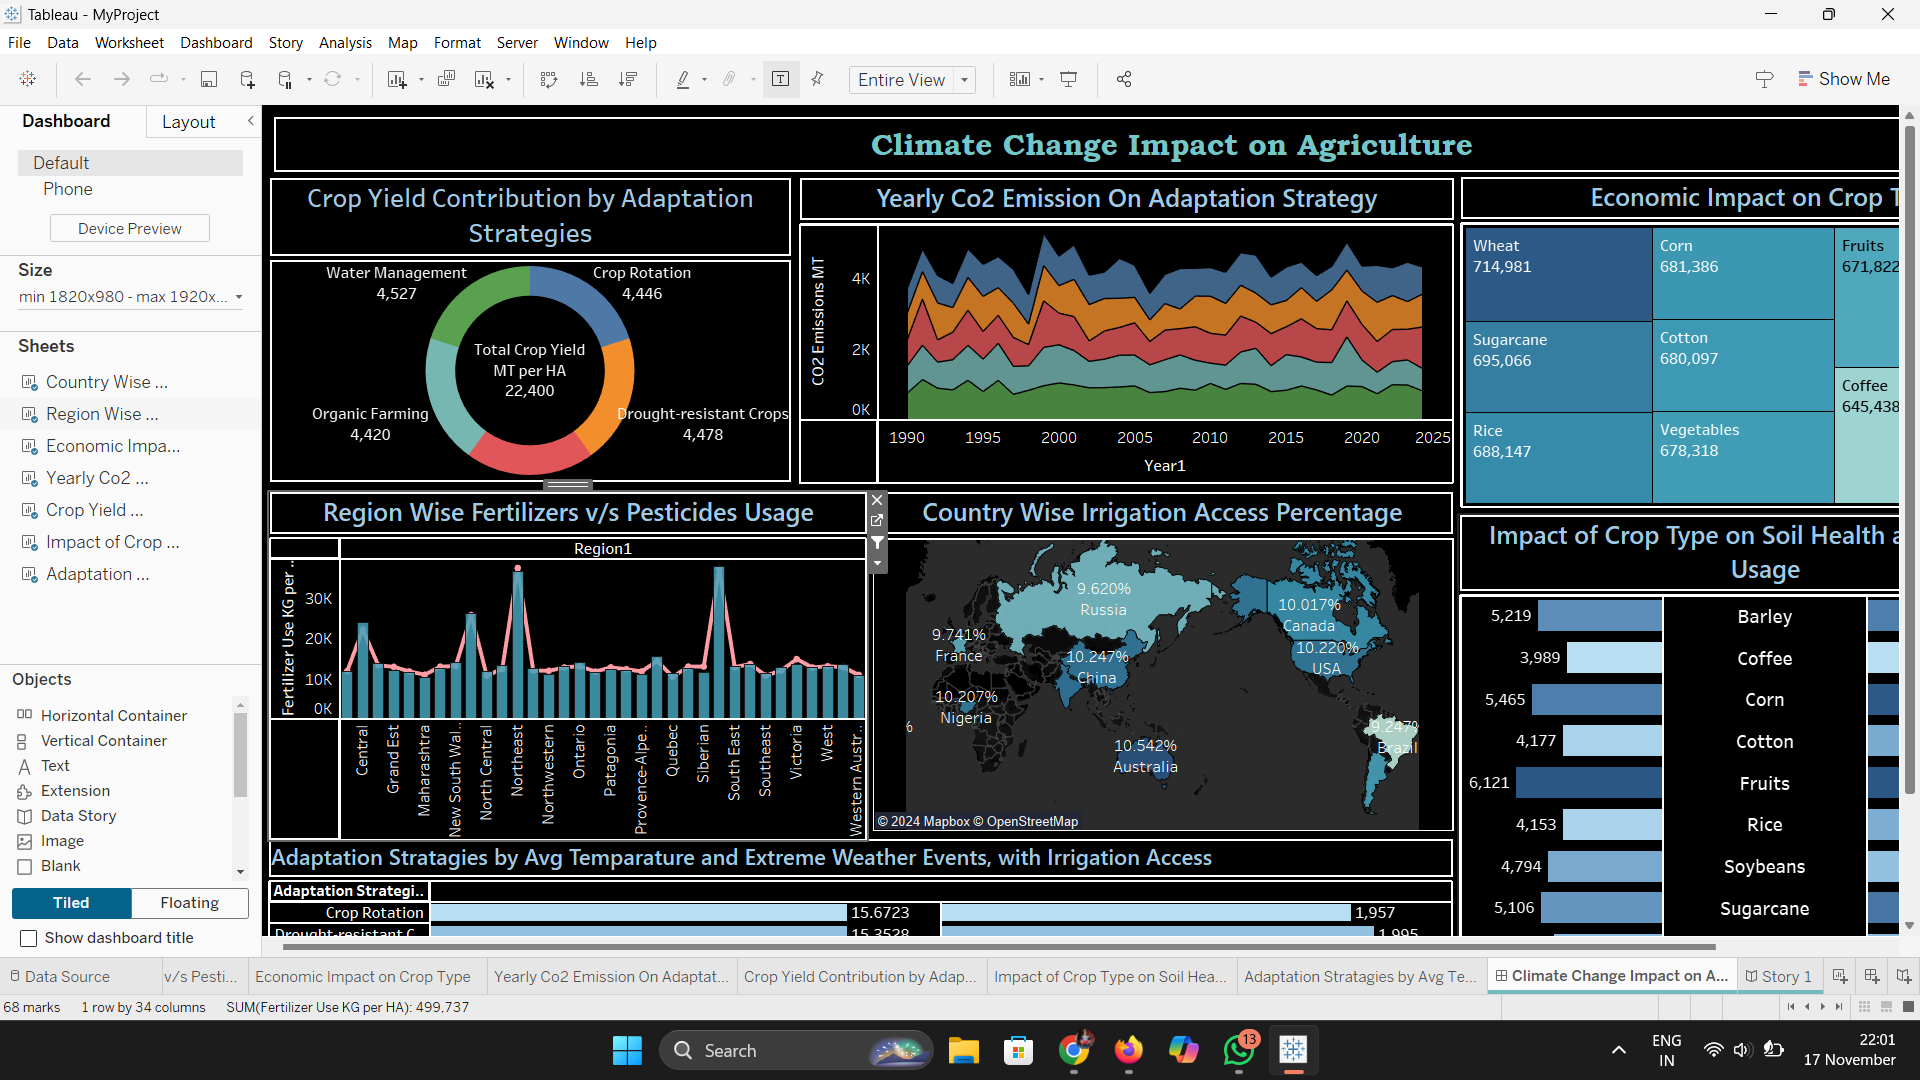 Tableau - MyProject
File Data Worksheet Dashboard Story Analysis Map Format Server Window Help
Entire View
Show Me
Dashboard
Layout
Default
Phone
Device Preview
Size
min 1820x980 - max 1920x...
Sheets
Country Wise ...
Region Wise ...
Economic Impa...
Yearly Co2 ...
Crop Yield ...
Impact of Crop ...
Adaptation ...
Objects
Horizontal Container
Vertical Container
Text
Extension
Data Story
Image
Blank
Tiled
Floating
Show dashboard title
Climate Change Impact on Agriculture
Crop Yield Contribution by Adaptation
Strategies
Water Management
4,527
Crop Rotation
4,446
Total Crop Yield
MT per HA
22,400
Organic Farming
4,420
Drought-resistant Crops
4,478
Yearly Co2 Emission On Adaptation Strategy
CO2 Emissions MT
4K
2K
0K
1990 1995 2000 2005 2010 2015 2020 2025
Year1
Economic Impact on Crop T
Wheat
714,981
Sugarcane
695,066
Rice
688,147
Corn
681,386
Cotton
680,097
Vegetables
678,318
Fruits
671,822
Coffee
645,438
Region Wise Fertilizers v/s Pesticides Usage
Region1
Fertilizer Use KG per ..
30K
20K
10K
0K
Central
Grand Est
Maharashtra
New South Wal..
North Central
Northeast
Northwestern
Ontario
Patagonia
Provence-Alpe..
Quebec
Siberian
South East
Southeast
Victoria
West
Western Austr..
Country Wise Irrigation Access Percentage
9.620%
Russia
10.017%
Canada
9.741%
France
10.220%
USA
10.247%
China
10.207%
Nigeria
%
9.247%
Brazil
10.542%
Australia
© 2024 Mapbox © OpenStreetMap
Impact of Crop Type on Soil Health a
Usage
5,219 Barley
3,989 Coffee
5,465 Corn
4,177 Cotton
6,121 Fruits
4,153 Rice
4,794 Soybeans
5,106 Sugarcane
Adaptation Stratagies by Avg Temparature and Extreme Weather Events, with Irrigation Access
Adaptation Strategi..
Crop Rotation 15.6723 1,957
Drought-resistant C.. 15.3528 1,995
Data Source
v/s Pesti...
Economic Impact on Crop Type
Yearly Co2 Emission On Adaptat...
Crop Yield Contribution by Adap...
Impact of Crop Type on Soil Hea...
Adaptation Stratagies by Avg Te...
Climate Change Impact on A...
Story 1
68 marks 1 row by 34 columns SUM(Fertilizer Use KG per HA): 499,737
Search
13
ENG
IN
22:01
17 November